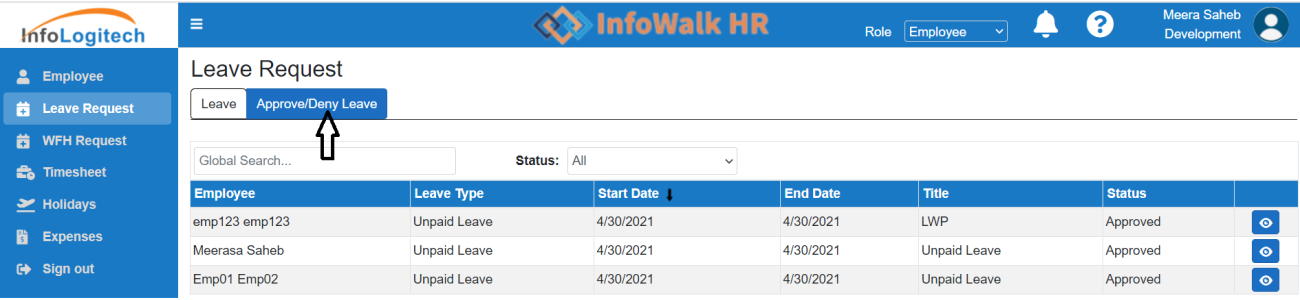 InfoLogitech
InfoWalk HR
Role Employee
Meera Saheb
Development
Employee
Leave Request
WFH Request
Timesheet
Holidays
Expenses
Sign out
Leave Request
Leave Approve/Deny Leave
Global Search... Status: All
Employee Leave Type Start Date End Date Title Status
emp123 emp123 Unpaid Leave 4/30/2021 4/30/2021 LWP Approved
Meerasa Saheb Unpaid Leave 4/30/2021 4/30/2021 Unpaid Leave Approved
Emp01 Emp02 Unpaid Leave 4/30/2021 4/30/2021 Unpaid Leave Approved